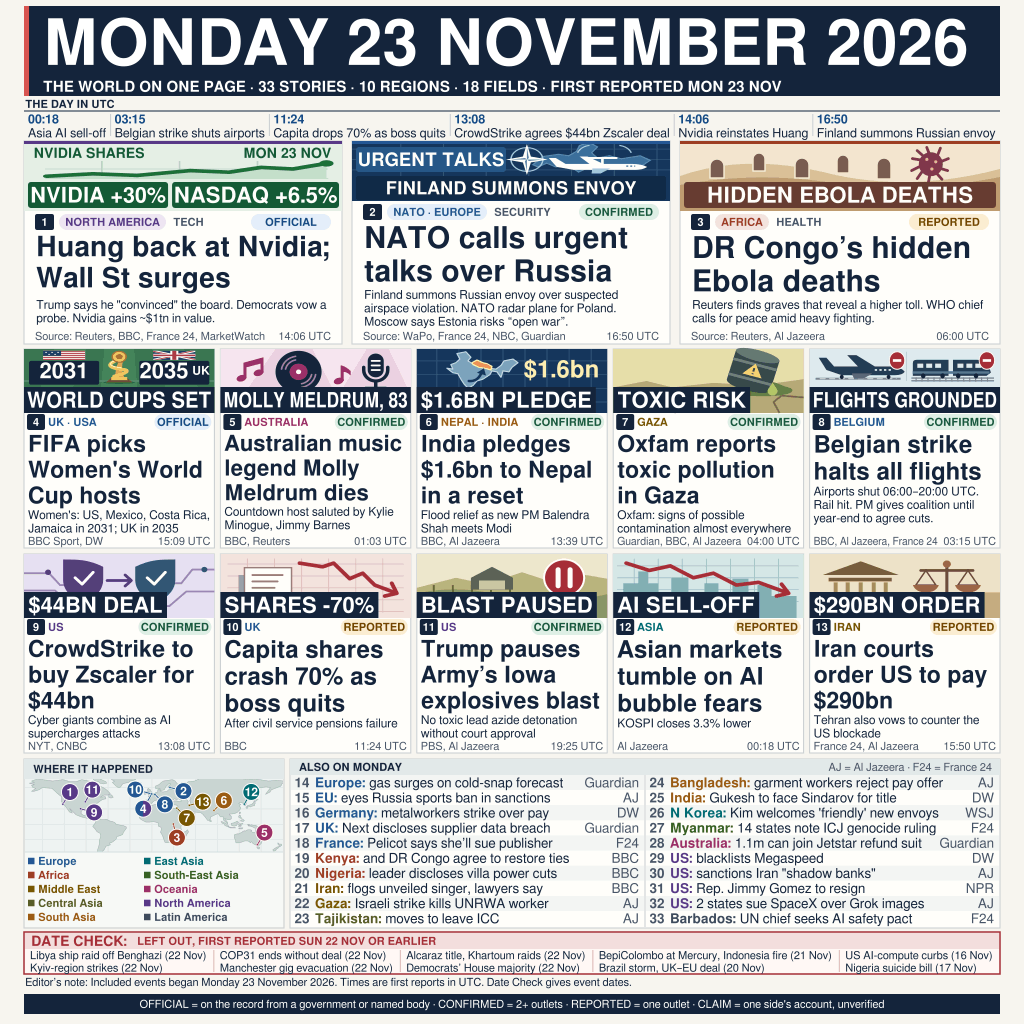 MONDAY 23 NOVEMBER 2026
THE WORLD ON ONE PAGE · 33 STORIES · 10 REGIONS · 18 FIELDS · FIRST REPORTED MON 23 NOV
THE DAY IN UTC
00:18
Asia AI sell-off
03:15
Belgian strike shuts airports
11:24
Capita drops 70% as boss quits
13:08
CrowdStrike agrees $44bn Zscaler deal
14:06
Nvidia reinstates Huang
16:50
Finland summons Russian envoy
NVIDIA SHARES MON 23 NOV
NVIDIA +30% NASDAQ +6.5%
1 NORTH AMERICA TECH OFFICIAL
Huang back at Nvidia;
Wall St surges
Trump says he "convinced" the board. Democrats vow a
probe. Nvidia gains ~$1tn in value.
Source: Reuters, BBC, France 24, MarketWatch 14:06 UTC
URGENT TALKS
FINLAND SUMMONS ENVOY
2 NATO · EUROPE SECURITY CONFIRMED
NATO calls urgent
talks over Russia
Finland summons Russian envoy over suspected
airspace violation. NATO radar plane for Poland.
Moscow says Estonia risks “open war”.
Source: WaPo, France 24, NBC, Guardian 16:50 UTC
HIDDEN EBOLA DEATHS
3 AFRICA HEALTH REPORTED
DR Congo’s hidden
Ebola deaths
Reuters finds graves that reveal a higher toll. WHO chief
calls for peace amid heavy fighting.
Source: Reuters, Al Jazeera 06:00 UTC
2031 2035 UK
WORLD CUPS SET
4 UK · USA OFFICIAL
FIFA picks
Women's World
Cup hosts
Women's: US, Mexico, Costa Rica,
Jamaica in 2031; UK in 2035
BBC Sport, DW 15:09 UTC
MOLLY MELDRUM, 83
5 AUSTRALIA CONFIRMED
Australian music
legend Molly
Meldrum dies
Countdown host saluted by Kylie
Minogue, Jimmy Barnes
BBC, Reuters 01:03 UTC
$1.6bn
$1.6BN PLEDGE
6 NEPAL · INDIA CONFIRMED
India pledges
$1.6bn to Nepal
in a reset
Flood relief as new PM Balendra
Shah meets Modi
BBC, Al Jazeera 13:39 UTC
TOXIC RISK
7 GAZA CONFIRMED
Oxfam reports
toxic pollution
in Gaza
Oxfam: signs of possible
contamination almost everywhere
Guardian, BBC, Al Jazeera 04:00 UTC
FLIGHTS GROUNDED
8 BELGIUM CONFIRMED
Belgian strike
halts all flights
Airports shut 06:00–20:00 UTC.
Rail hit. PM gives coalition until
year-end to agree cuts.
BBC, Al Jazeera, France 24 03:15 UTC
$44BN DEAL
9 US CONFIRMED
CrowdStrike to
buy Zscaler for
$44bn
Cyber giants combine as AI
supercharges attacks
NYT, CNBC 13:08 UTC
SHARES -70%
10 UK REPORTED
Capita shares
crash 70% as
boss quits
After civil service pensions failure
BBC 11:24 UTC
BLAST PAUSED
11 US CONFIRMED
Trump pauses
Army’s Iowa
explosives blast
No toxic lead azide detonation
without court approval
PBS, Al Jazeera 19:25 UTC
AI SELL-OFF
12 ASIA REPORTED
Asian markets
tumble on AI
bubble fears
KOSPI closes 3.3% lower
Al Jazeera 00:18 UTC
$290BN ORDER
13 IRAN REPORTED
Iran courts
order US to pay
$290bn
Tehran also vows to counter the
US blockade
France 24, Al Jazeera 15:50 UTC
WHERE IT HAPPENED
1 11 9 10 4 8 2 13 7 6 12 3 5
Europe East Asia
Africa South-East Asia
Middle East Oceania
Central Asia North America
South Asia Latin America
ALSO ON MONDAY AJ = Al Jazeera · F24 = France 24
14 Europe: gas surges on cold-snap forecast Guardian
15 EU: eyes Russia sports ban in sanctions AJ
16 Germany: metalworkers strike over pay DW
17 UK: Next discloses supplier data breach Guardian
18 France: Pelicot says she’ll sue publisher F24
19 Kenya: and DR Congo agree to restore ties BBC
20 Nigeria: leader discloses villa power cuts BBC
21 Iran: flogs unveiled singer, lawyers say BBC
22 Gaza: Israeli strike kills UNRWA worker AJ
23 Tajikistan: moves to leave ICC AJ
24 Bangladesh: garment workers reject pay offer AJ
25 India: Gukesh to face Sindarov for title DW
26 N Korea: Kim welcomes 'friendly' new envoys WSJ
27 Myanmar: 14 states note ICJ genocide ruling F24
28 Australia: 1.1m can join Jetstar refund suit Guardian
29 US: blacklists Megaspeed DW
30 US: sanctions Iran "shadow banks" AJ
31 US: Rep. Jimmy Gomez to resign NPR
32 US: 2 states sue SpaceX over Grok images AJ
33 Barbados: UN chief seeks AI safety pact F24
DATE CHECK: LEFT OUT, FIRST REPORTED SUN 22 NOV OR EARLIER
Libya ship raid off Benghazi (22 Nov) COP31 ends without deal (22 Nov) Alcaraz title, Khartoum raids (22 Nov) BepiColombo at Mercury, Indonesia fire (21 Nov) US AI-compute curbs (16 Nov)
Kyiv-region strikes (22 Nov) Manchester gig evacuation (22 Nov) Democrats’ House majority (22 Nov) Brazil storm, UK–EU deal (20 Nov) Nigeria suicide bill (17 Nov)
Editor’s note: Included events began Monday 23 November 2026. Times are first reports in UTC. Date Check gives event dates.
OFFICIAL = on the record from a government or named body · CONFIRMED = 2+ outlets · REPORTED = one outlet · CLAIM = one side’s account, unverified